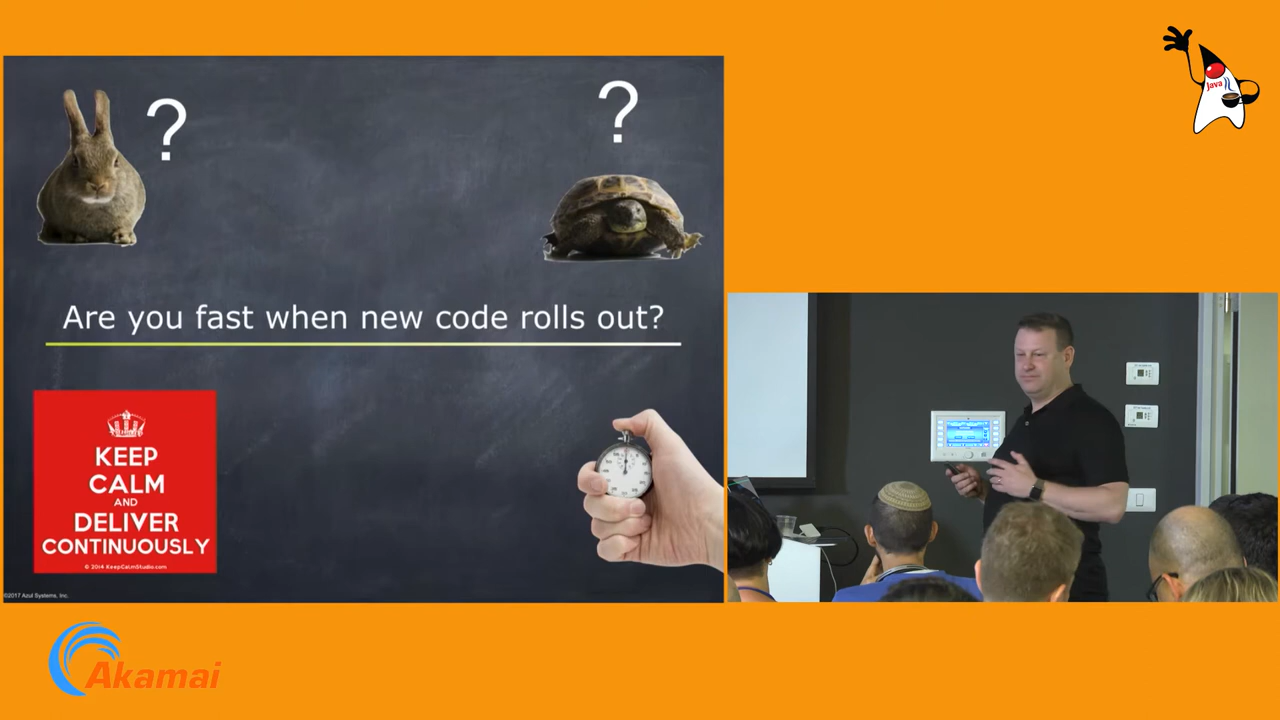 ?
?
Java
Are you fast when new code rolls out?
KEEP
CALM
AND
DELIVER
CONTINUOUSLY
© 2014 KeepCalmStudio.com
©2017 Azul Systems, Inc.
Akamai